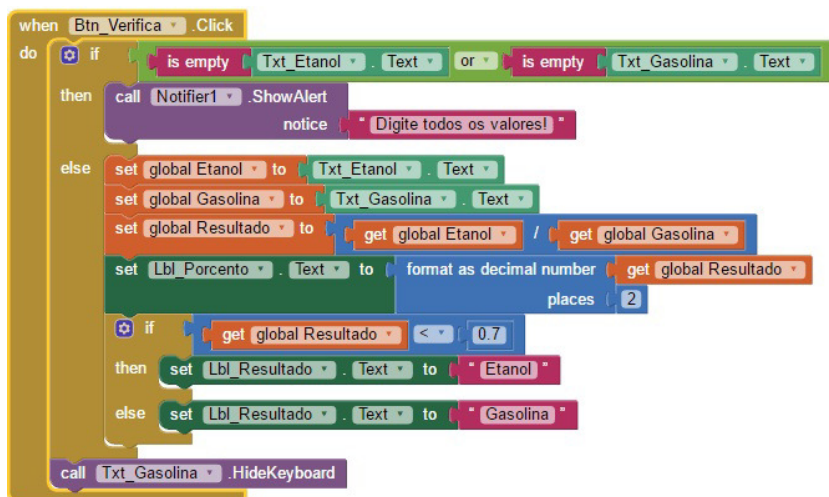 when Btn_Verifica .Click
do if is empty Txt_Etanol . Text or is empty Txt_Gasolina . Text
then call Notifier1 .ShowAlert
notice " Digite todos os valores! "
else set global Etanol to Txt_Etanol . Text
set global Gasolina to Txt_Gasolina . Text
set global Resultado to get global Etanol / get global Gasolina
set Lbl_Porcento . Text to format as decimal number get global Resultado
places 2
if get global Resultado < 0.7
then set Lbl_Resultado . Text to " Etanol "
else set Lbl_Resultado . Text to " Gasolina "
call Txt_Gasolina .HideKeyboard